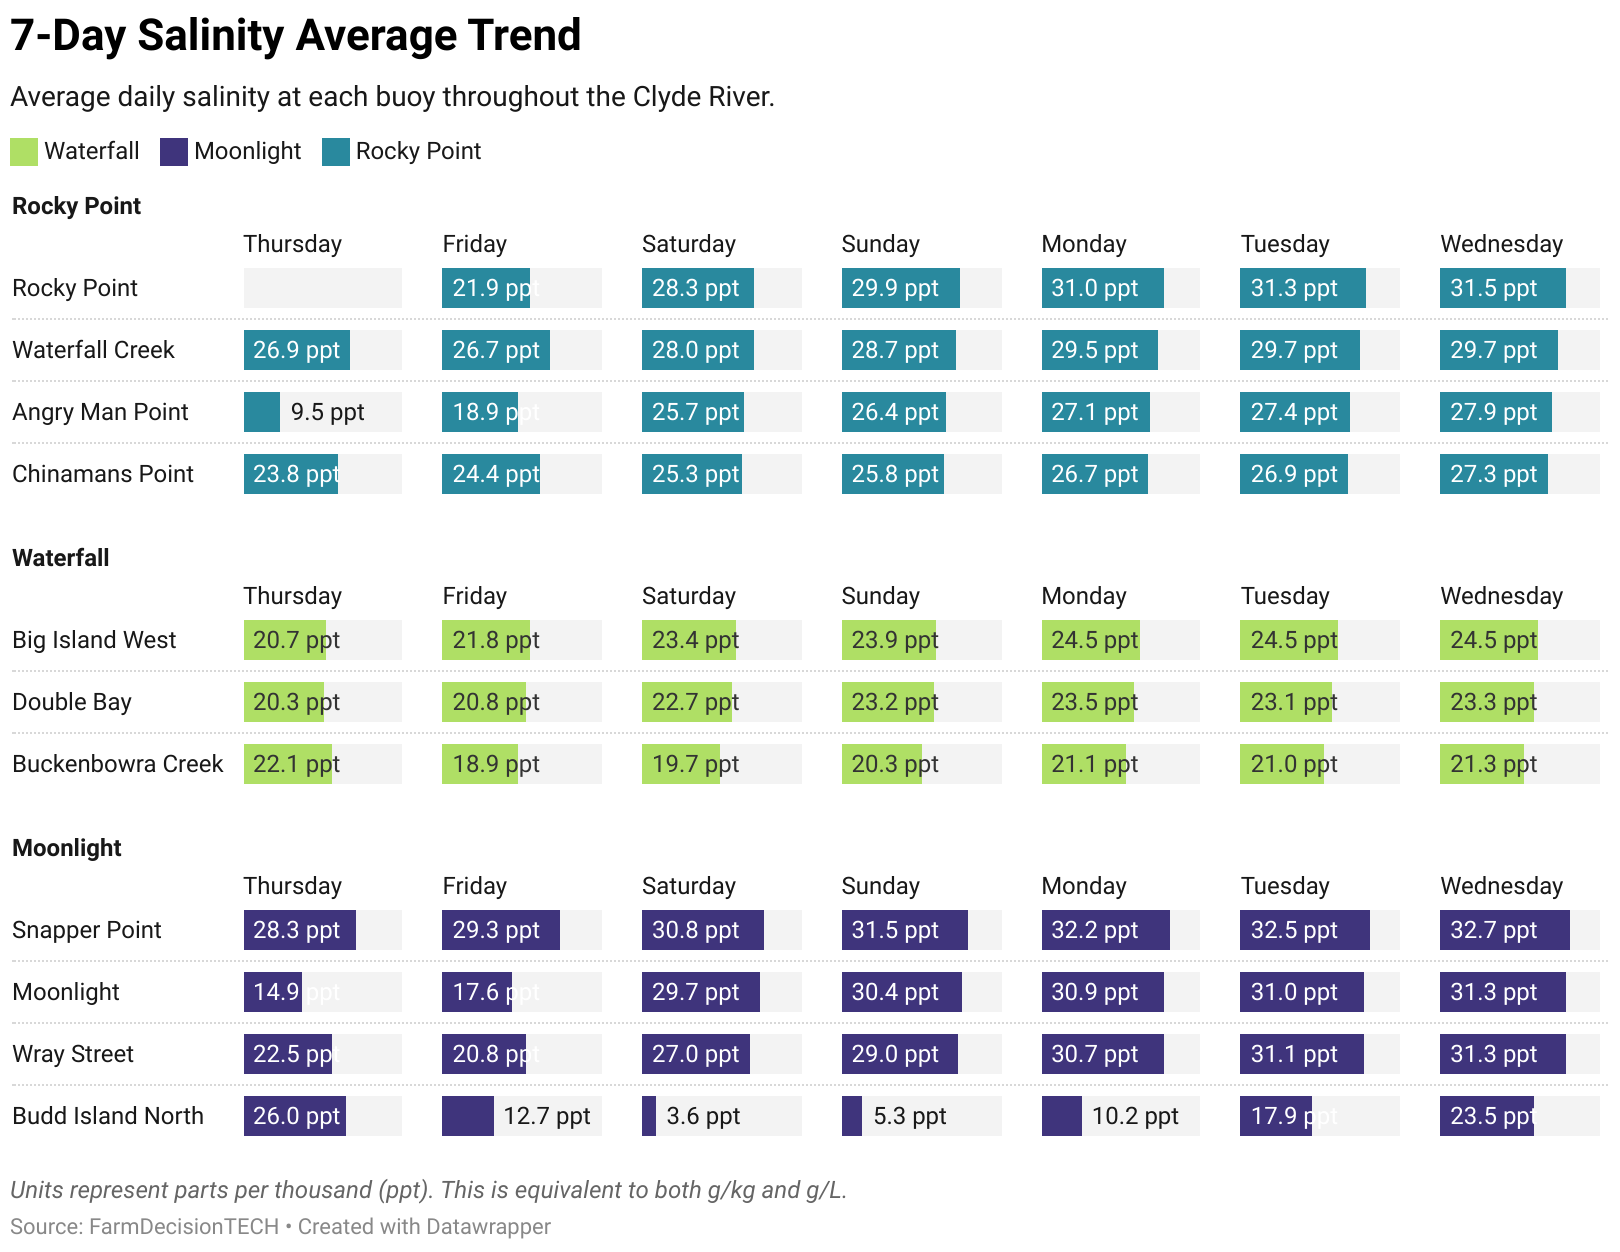 7-Day Salinity Average Trend
Average daily salinity at each buoy throughout the Clyde River.
Waterfall Moonlight Rocky Point
Rocky Point
Thursday Friday Saturday Sunday Monday Tuesday Wednesday
Rocky Point 21.9 ppt 28.3 ppt 29.9 ppt 31.0 ppt 31.3 ppt 31.5 ppt
Waterfall Creek 26.9 ppt 26.7 ppt 28.0 ppt 28.7 ppt 29.5 ppt 29.7 ppt 29.7 ppt
Angry Man Point 9.5 ppt 18.9 ppt 25.7 ppt 26.4 ppt 27.1 ppt 27.4 ppt 27.9 ppt
Chinamans Point 23.8 ppt 24.4 ppt 25.3 ppt 25.8 ppt 26.7 ppt 26.9 ppt 27.3 ppt
Waterfall
Thursday Friday Saturday Sunday Monday Tuesday Wednesday
Big Island West 20.7 ppt 21.8 ppt 23.4 ppt 23.9 ppt 24.5 ppt 24.5 ppt 24.5 ppt
Double Bay 20.3 ppt 20.8 ppt 22.7 ppt 23.2 ppt 23.5 ppt 23.1 ppt 23.3 ppt
Buckenbowra Creek 22.1 ppt 18.9 ppt 19.7 ppt 20.3 ppt 21.1 ppt 21.0 ppt 21.3 ppt
Moonlight
Thursday Friday Saturday Sunday Monday Tuesday Wednesday
Snapper Point 28.3 ppt 29.3 ppt 30.8 ppt 31.5 ppt 32.2 ppt 32.5 ppt 32.7 ppt
Moonlight 14.9 ppt 17.6 ppt 29.7 ppt 30.4 ppt 30.9 ppt 31.0 ppt 31.3 ppt
Wray Street 22.5 ppt 20.8 ppt 27.0 ppt 29.0 ppt 30.7 ppt 31.1 ppt 31.3 ppt
Budd Island North 26.0 ppt 12.7 ppt 3.6 ppt 5.3 ppt 10.2 ppt 17.9 ppt 23.5 ppt
Units represent parts per thousand (ppt). This is equivalent to both g/kg and g/L.
Source: FarmDecisionTECH • Created with Datawrapper